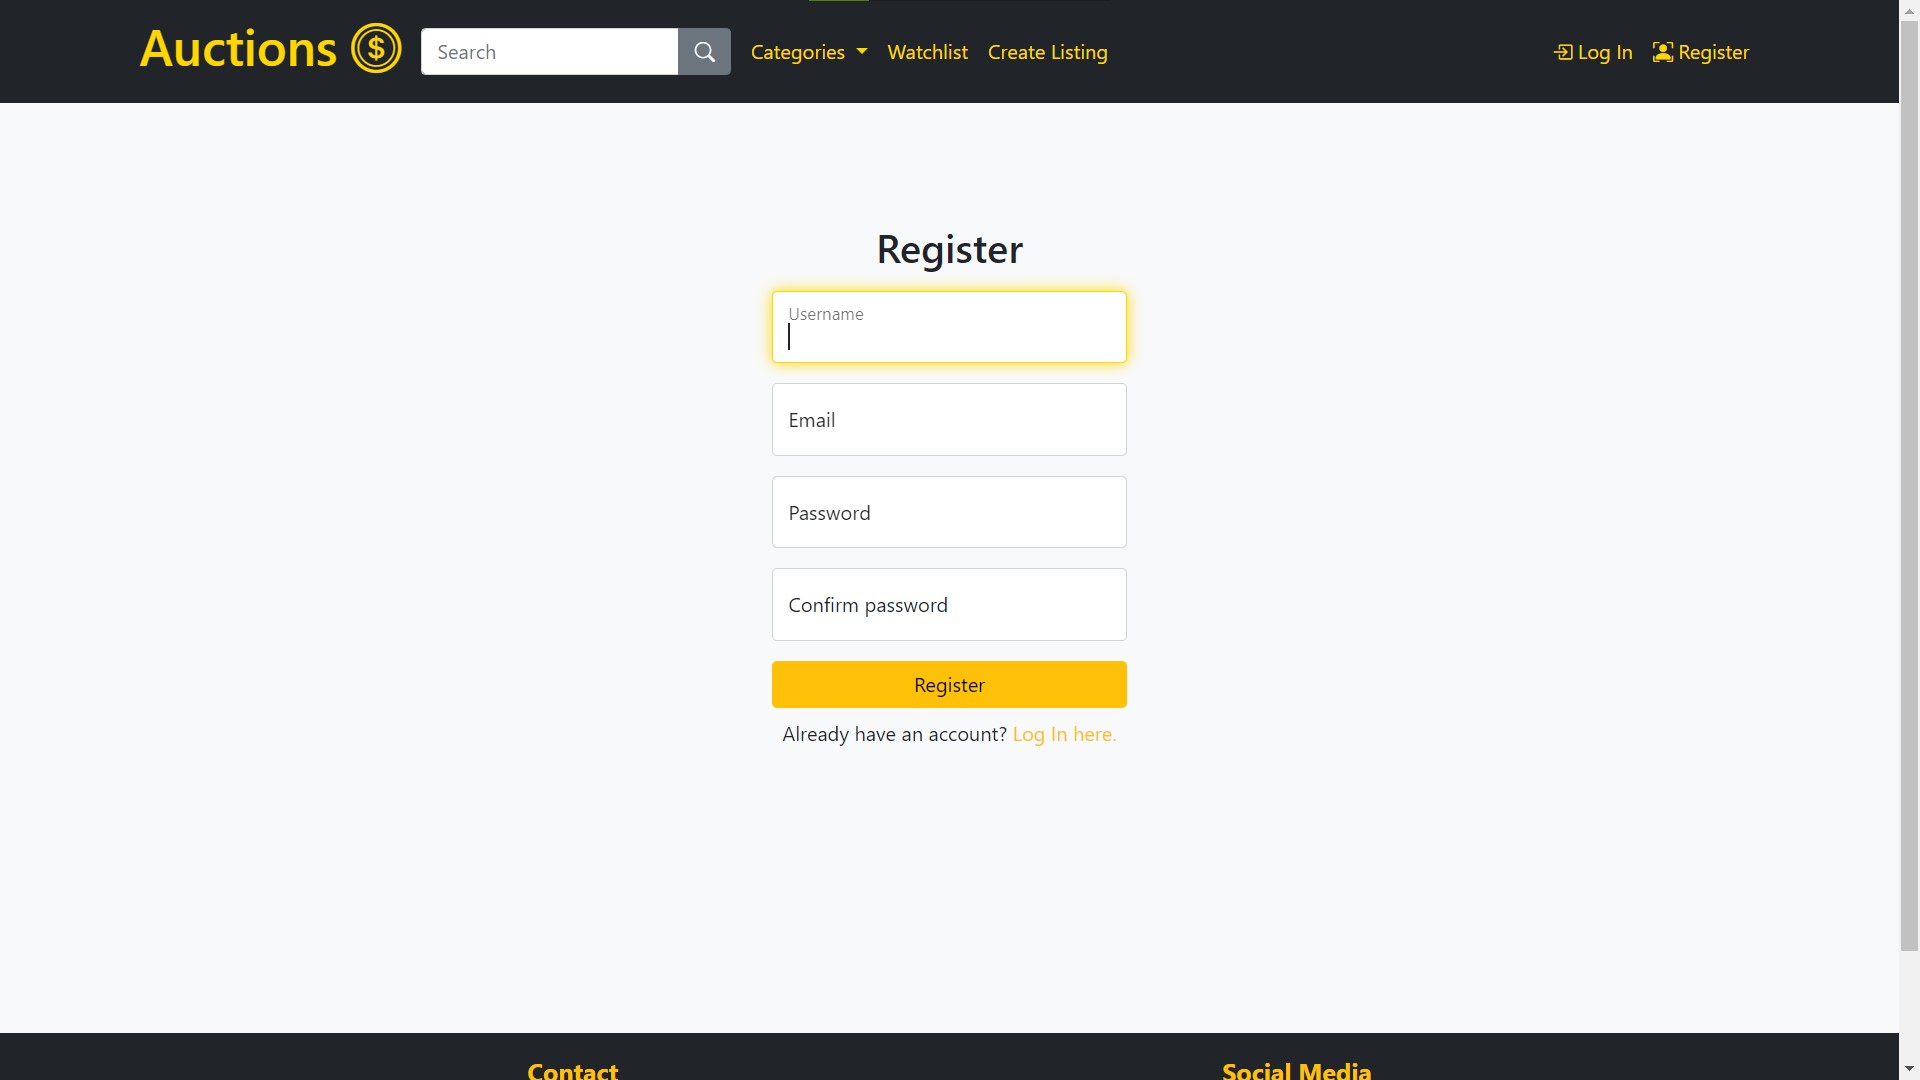 Auctions $
Search
Categories
Watchlist
Create Listing
Log In
Register
Register
Username
Email
Password
Confirm password
Register
Already have an account? Log In here.
Contact
Social Media